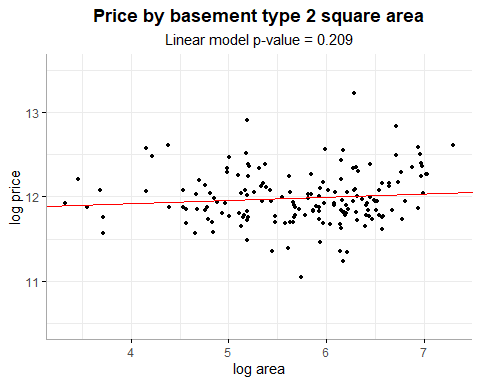 Price by basement type 2 square area
Linear model p-value = 0.209
log price
13
12
11
4
5
6
7
log area